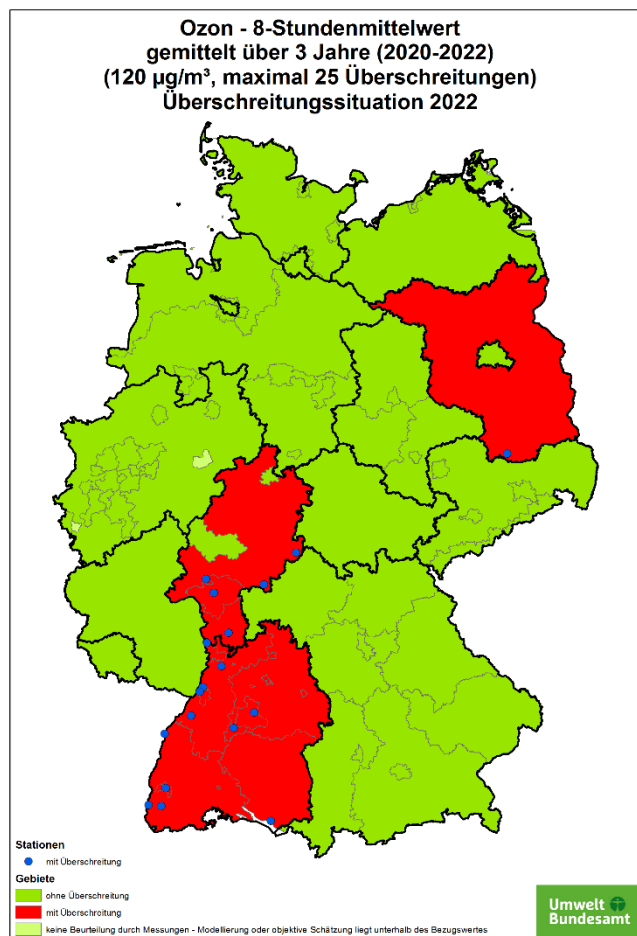 Ozon - 8-Stundenmittelwert
gemittelt über 3 Jahre (2020-2022)
(120 µg/m³, maximal 25 Überschreitungen)
Überschreitungssituation 2022
Stationen
mit Überschreitung
Gebiete
ohne Überschreitung
mit Überschreitung
keine Beurteilung durch Messungen - Modellierung oder objektive Schätzung liegt unterhalb des Bezugswertes
Umwelt
Bundesamt